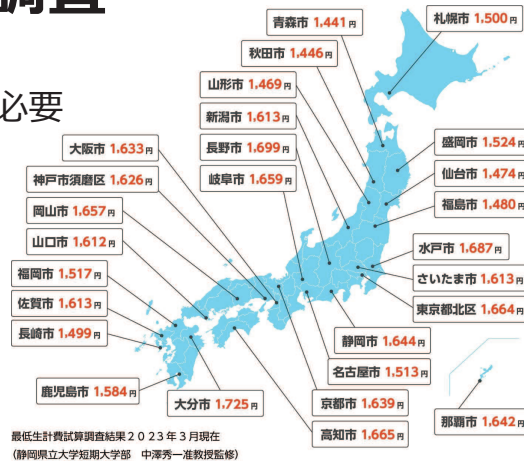 調査
必要
青森市 1,441円
札幌市 1,500円
秋田市 1,446円
山形市 1,469円
新潟市 1,613円
盛岡市 1,524円
大阪市 1,633円
長野市 1,699円
仙台市 1,474円
神戸市須磨区 1,626円
岐阜市 1,659円
福島市 1,480円
岡山市 1,657円
山口市 1,612円
水戸市 1,687円
福岡市 1,517円
さいたま市 1,613円
佐賀市 1,613円
東京都北区 1,664円
長崎市 1,499円
静岡市 1,644円
名古屋市 1,513円
鹿児島市 1,584円
大分市 1,725円
京都市 1,639円
那覇市 1,642円
高知市 1,665円
最低生計費試算調査結果2023年3月現在
(静岡県立大学短期大学部 中澤秀一准教授監修)